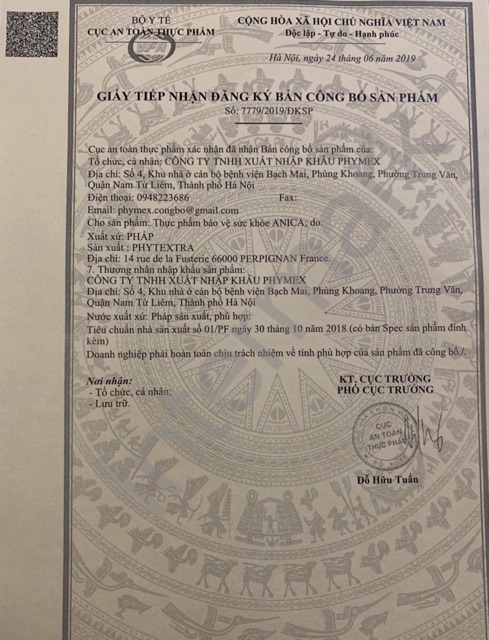 BỘ Y TẾ
CỤC AN TOÀN THỰC PHẨM
VFA
CỘNG HÒA XÃ HỘI CHỦ NGHĨA VIỆT NAM
Độc lập - Tự do - Hạnh phúc
Hà Nội, ngày 24 tháng 06 năm 2019
GIẤY TIẾP NHẬN ĐĂNG KÝ BẢN CÔNG BỐ SẢN PHẨM
Số: 7779/2019/ĐKSP
Cục an toàn thực phẩm xác nhận đã nhận Bản công bố sản phẩm của:
Tổ chức, cá nhân: CÔNG TY TNHH XUẤT NHẬP KHẨU PHYMEX
Địa chỉ: Số 4, Khu nhà ở cán bộ bệnh viện Bạch Mai, Phùng Khoang, Phường Trung Văn,
Quận Nam Từ Liêm, Thành phố Hà Nội
Điện thoại: 0948223686 Fax:
Email: phymex.congbo@gmail.com
Cho sản phẩm: Thực phẩm bảo vệ sức khỏe ANICA; do:
Xuất xứ: PHÁP
Sản xuất : PHYTEXTRA
Địa chỉ: 14 rue de la Fusterie 66000 PERPIGNAN France.
7. Thương nhân nhập khẩu sản phẩm:
CÔNG TY TNHH XUẤT NHẬP KHẨU PHYMEX
Địa chỉ: Số 4, Khu nhà ở cán bộ bệnh viện Bạch Mai, Phùng Khoang, Phường Trung Văn,
Quận Nam Từ Liêm, Thành phố Hà Nội
Nước xuất xứ: Pháp sản xuất, phù hợp:
Tiêu chuẩn nhà sản xuất số 01/PF ngày 30 tháng 10 năm 2018 (có bản Spec sản phẩm đính
kèm)
Doanh nghiệp phải hoàn toàn chịu trách nhiệm về tính phù hợp của sản phẩm đã công bố./.
Nơi nhận:
- Tổ chức, cá nhân;
- Lưu trữ.
KT. CỤC TRƯỞNG
PHÓ CỤC TRƯỞNG
CỤC
AN TOÀN
THỰC PHẨM
Đỗ Hữu Tuấn